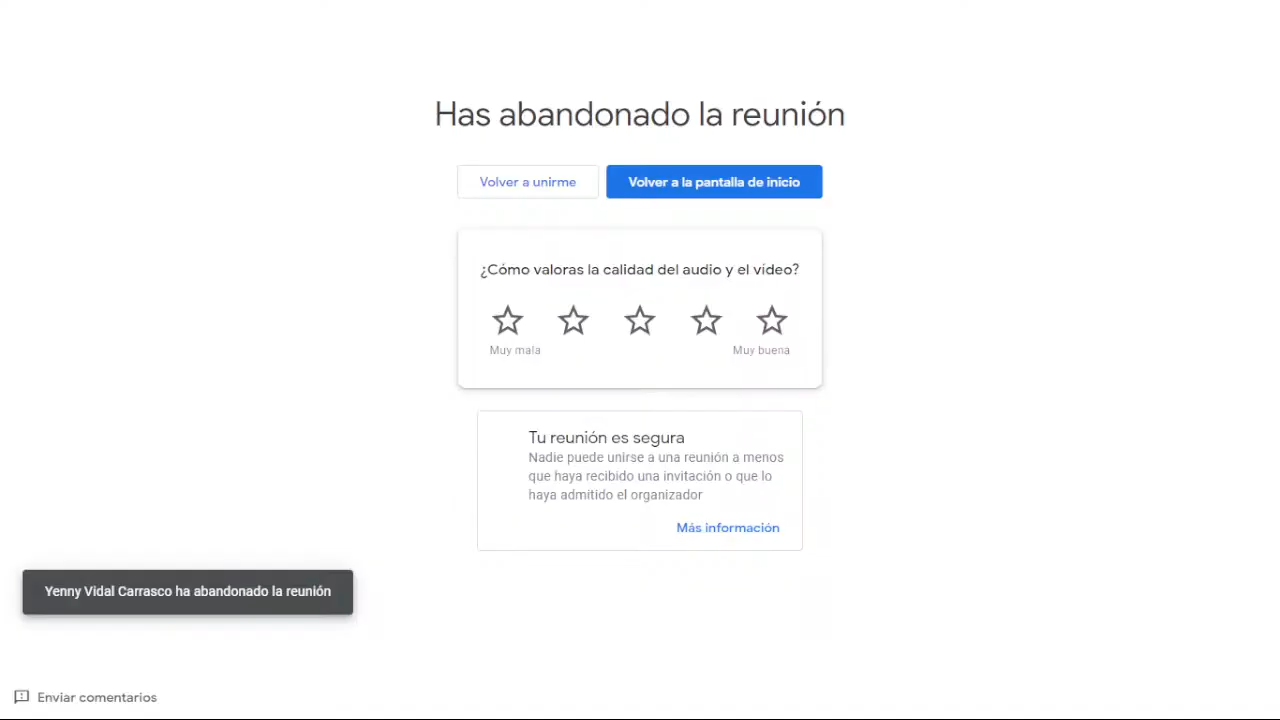 Has abandonado la reunión
Volver a unirme
Volver a la pantalla de inicio
¿Cómo valoras la calidad del audio y el vídeo?
Muy mala
Muy buena
Tu reunión es segura
Nadie puede unirse a una reunión a menos
que haya recibido una invitación o que lo
haya admitido el organizador
Más información
Yenny Vidal Carrasco ha abandonado la reunión
Enviar comentarios